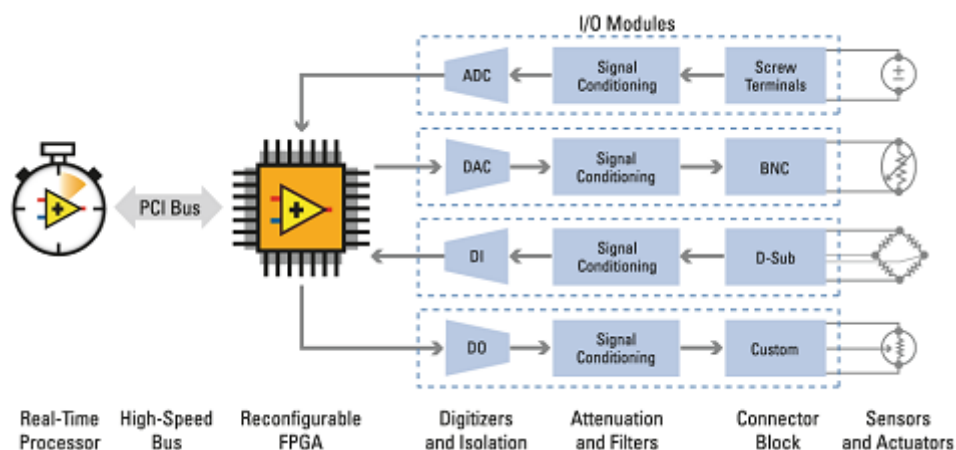 I/O Modules
ADC
Signal
Conditioning
Screw
Terminals
±
DAC
Signal
Conditioning
BNC
PCI Bus
DI
Signal
Conditioning
D-Sub
DO
Signal
Conditioning
Custom
Real-Time
Processor
High-Speed
Bus
Reconfigurable
FPGA
Digitizers
and Isolation
Attenuation
and Filters
Connector
Block
Sensors
and Actuators